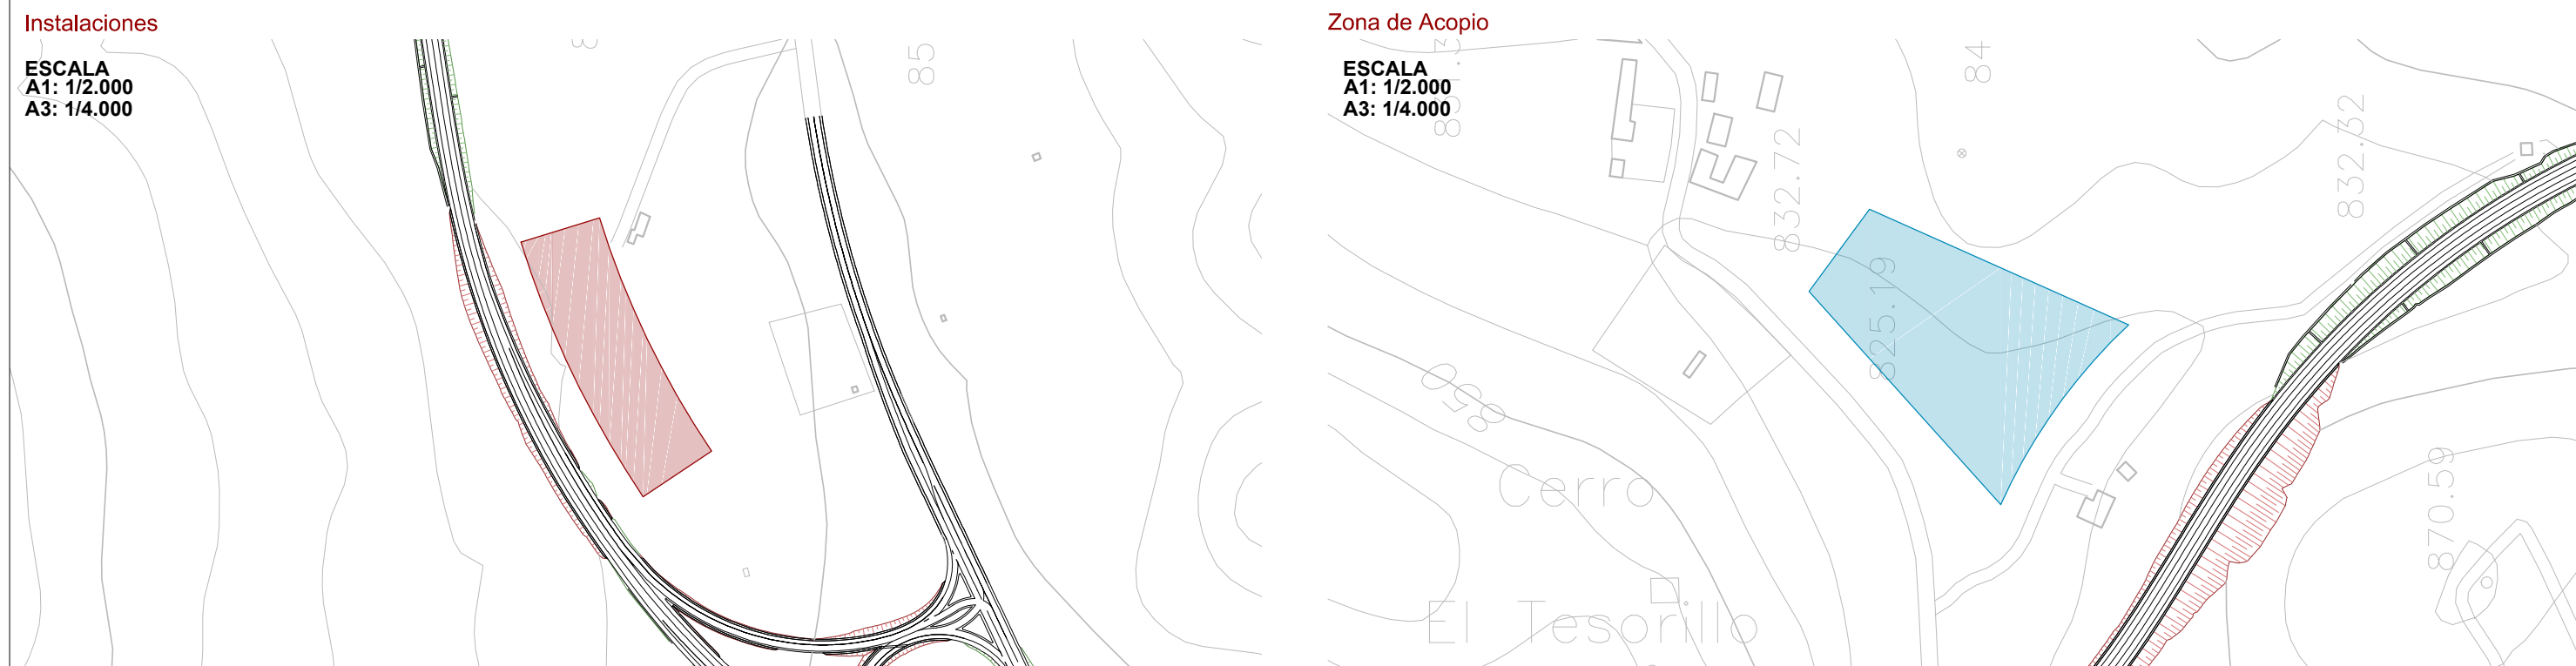 Instalaciones
ESCALA
A1: 1/2.000
A3: 1/4.000
85
Zona de Acopio
ESCALA
A1: 1/2.000
A3: 1/4.000
84
832.72
832.32
825.19
850
870.59
Cerro
El Tesorillo